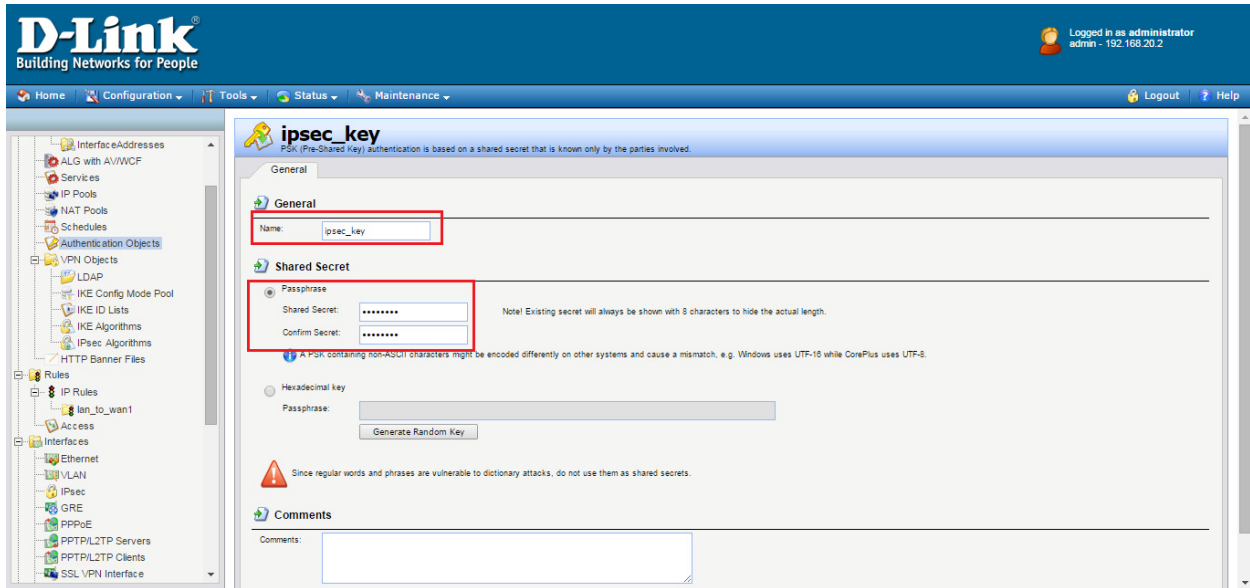 D-Link®
Building Networks for People
Logged in as administrator
admin - 192.168.20.2
Home Configuration Tools Status Maintenance Logout Help
InterfaceAddresses
ALG with AV/WCF
Services
IP Pools
NAT Pools
Schedules
Authentication Objects
VPN Objects
LDAP
IKE Config Mode Pool
IKE ID Lists
IKE Algorithms
IPsec Algorithms
HTTP Banner Files
Rules
IP Rules
lan_to_wan1
Access
Interfaces
Ethernet
VLAN
IPsec
GRE
PPPoE
PPTP/L2TP Servers
PPTP/L2TP Clients
SSL VPN Interface
ipsec_key
PSK (Pre-Shared Key) authentication is based on a shared secret that is known only by the parties involved.
General
General
Name: ipsec_key
Shared Secret
Passphrase
Shared Secret: ••••••••
Note! Existing secret will always be shown with 8 characters to hide the actual length.
Confirm Secret: ••••••••
A PSK containing non-ASCII characters might be encoded differently on other systems and cause a mismatch, e.g. Windows uses UTF-16 while CorePlus uses UTF-8.
Hexadecimal key
Passphrase:
Generate Random Key
Since regular words and phrases are vulnerable to dictionary attacks, do not use them as shared secrets.
Comments
Comments: